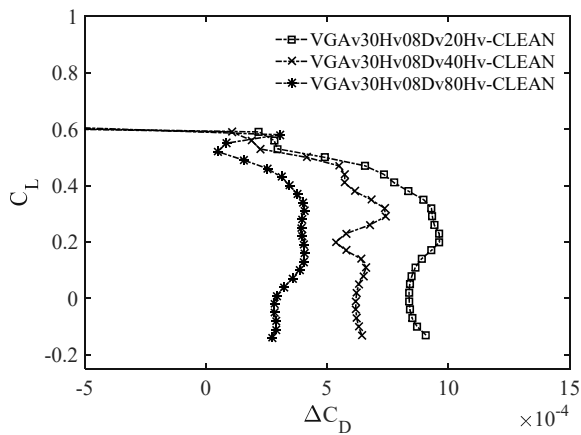 1
0.8
0.6
0.4
0.2
0
-0.2
C_L
VGAv30Hv08Dv20Hv-CLEAN
VGAv30Hv08Dv40Hv-CLEAN
VGAv30Hv08Dv80Hv-CLEAN
-5 0 5 10 15
ΔC_D
×10⁻⁴